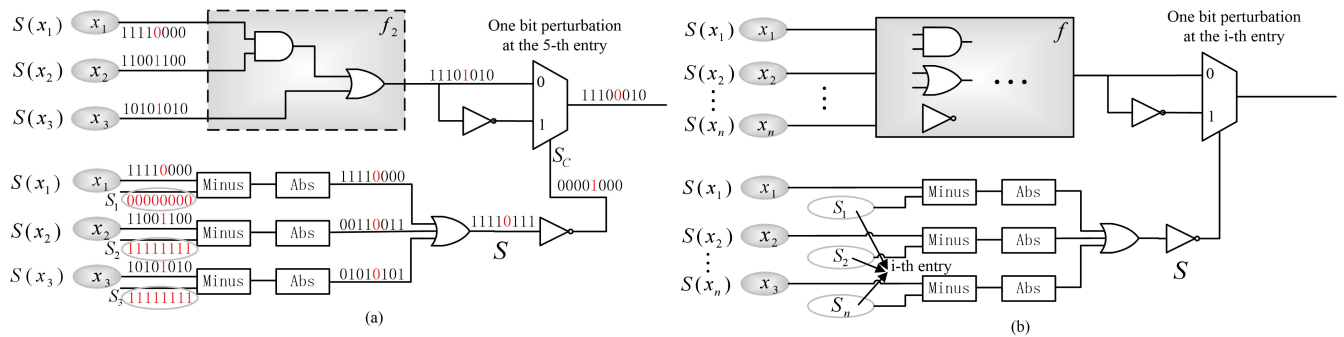 S(x1) x1 11110000
S(x2) x2 11001100
S(x3) x3 10101010
f2
11101010
One bit perturbation
at the 5-th entry
0
1
11100010
SC
00001000
S(x1) x1 11110000
S1 00000000
Minus Abs 11110000
S(x2) x2 11001100
S2 11111111
Minus Abs 00110011
S(x3) x3 10101010
S3 11111111
Minus Abs 01010101
11110111
S
(a)
S(x1) x1
S(x2) x2
S(xn) xn
f
...
One bit perturbation
at the i-th entry
0
1
S(x1) x1
S1
Minus Abs
S(x2) x2
S2
Minus Abs
i-th entry
S(xn) x3
Sn
Minus Abs
S
(b)